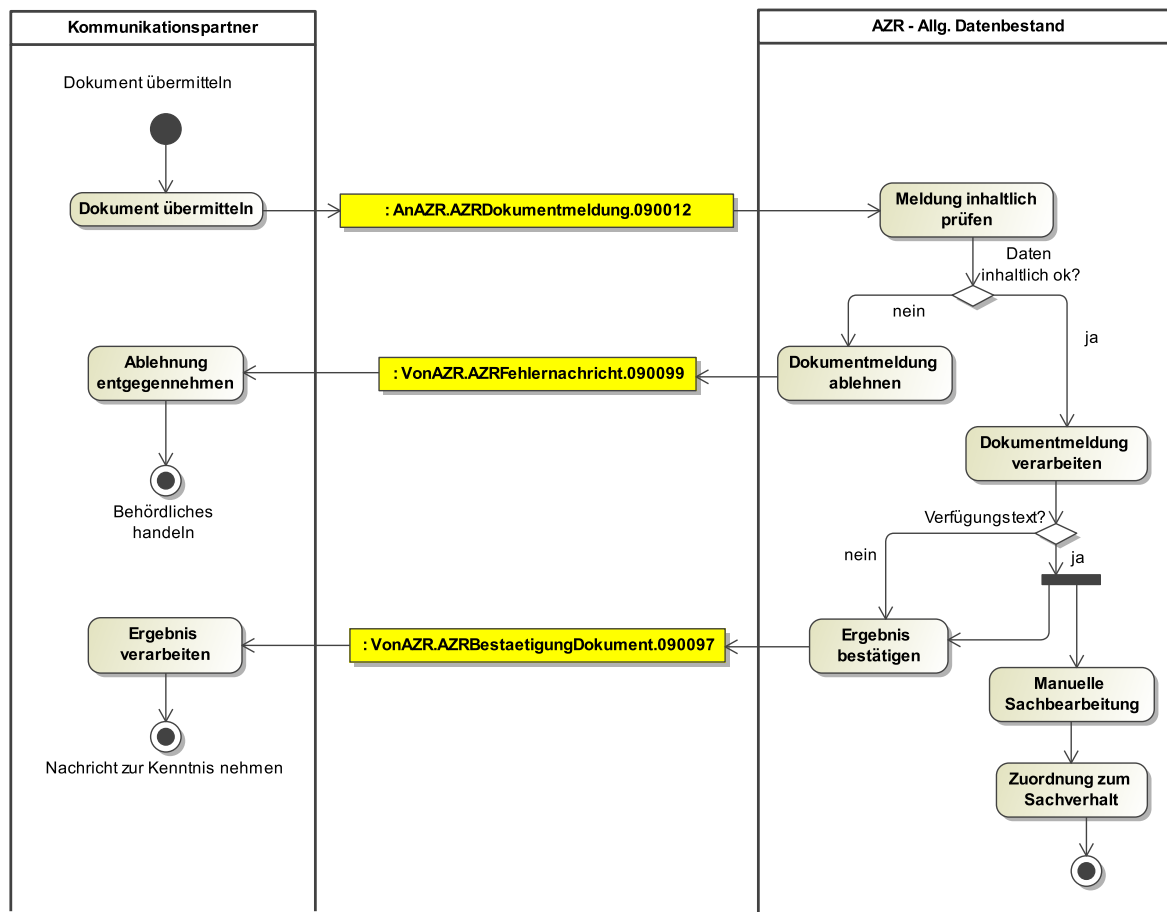 Kommunikationspartner
AZR - Allg. Datenbestand
Dokument übermitteln
Dokument übermitteln
: AnAZR.AZRDokumentmeldung.090012
Meldung inhaltlich
prüfen
Daten
inhaltlich ok?
nein
ja
Ablehnung
entgegennehmen
: VonAZR.AZRFehlernachricht.090099
Dokumentmeldung
ablehnen
Dokumentmeldung
verarbeiten
Behördliches
handeln
Verfügungstext?
nein
ja
Ergebnis
verarbeiten
: VonAZR.AZRBestaetigungDokument.090097
Ergebnis
bestätigen
Manuelle
Sachbearbeitung
Nachricht zur Kenntnis nehmen
Zuordnung zum
Sachverhalt